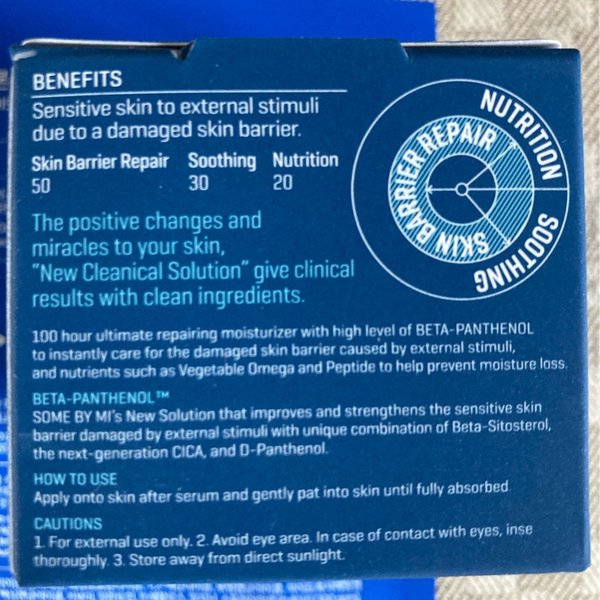 BENEFITS
Sensitive skin to external stimuli
due to a damaged skin barrier.
Skin Barrier Repair Soothing Nutrition
50 30 20
The positive changes and
miracles to your skin,
"New Cleanical Solution" give clinical
results with clean ingredients.
NUTRITION
SKIN BARRIER REPAIR
SOOTHING
100 hour ultimate repairing moisturizer with high level of BETA-PANTHENOL
to instantly care for the damaged skin barrier caused by external stimuli,
and nutrients such as Vegetable Omega and Peptide to help prevent moisture loss.
BETA-PANTHENOL™
SOME BY MI's New Solution that improves and strengthens the sensitive skin
barrier damaged by external stimuli with unique combination of Beta-Sitosterol,
the next-generation CICA, and D-Panthenol.
HOW TO USE
Apply onto skin after serum and gently pat into skin until fully absorbed
CAUTIONS
1. For external use only. 2. Avoid eye area. In case of contact with eyes, inse
thoroughly. 3. Store away from direct sunlight.